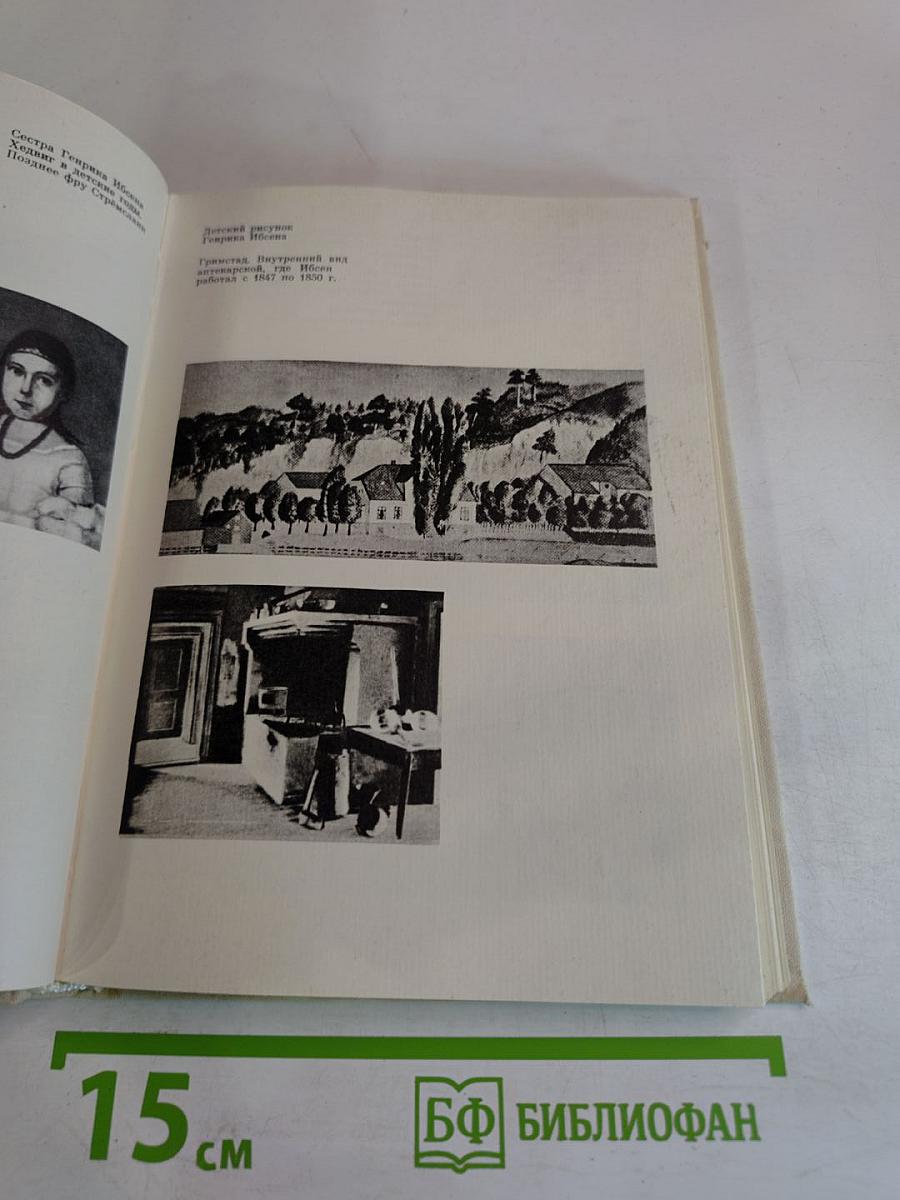 Сестра Генрика Ибсена
Хедвиг в детские годы.
Позднее фру Стрёмсланн
Детский рисунок
Генрика Ибсена
Гримстад. Внутренний вид
аптекарской, где Ибсен
работал с 1847 по 1850 г.
15 см
БФ БИБЛИОФАН